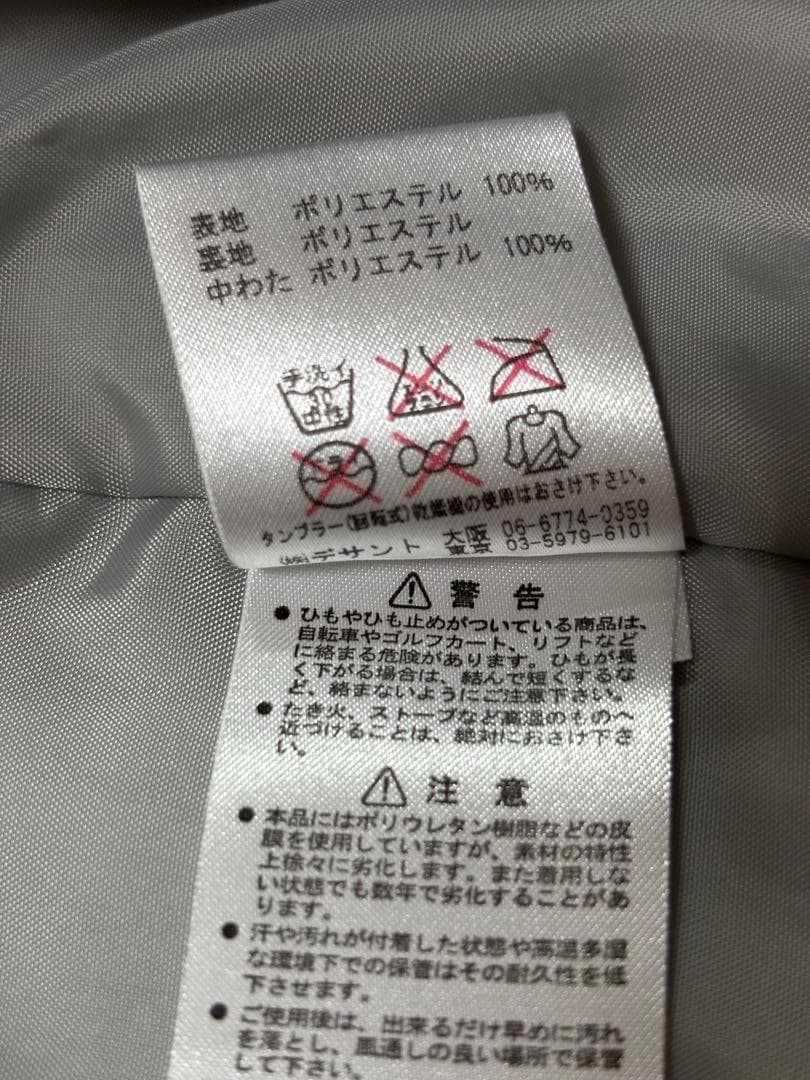 表地 ポリエステル 100%
裏地 ポリエステル
中わた ポリエステル 100%
手洗イ
30
中性
エンソ
サラシ
ドライ
タンブラー(回転式)乾燥機の使用はおさけ下さい。
(株)デサント 大阪 06-6774-0359
東京 03-5979-6101
警告
● ひもやひも止めがついている商品は、
自転車やゴルフカート、リフトなど
に絡まる危険があります。ひもが長
く下がる場合は、結んで短くするな
ど、絡まないようにご注意下さい。
● たき火、ストーブなど高温のものへ
近づけることは、絶対におさけ下さ
い。
注意
● 本品にはポリウレタン樹脂などの皮
膜を使用していますが、素材の特性
上徐々に劣化します。また着用しな
い状態でも数年で劣化することがあ
ります。
● 汗や汚れが付着した状態や高温多湿
な環境下での保管はその耐久性を低
下させます。
● ご使用後は、出来るだけ早めに汚れ
を落とし、風通しの良い場所で保管
して下さい。